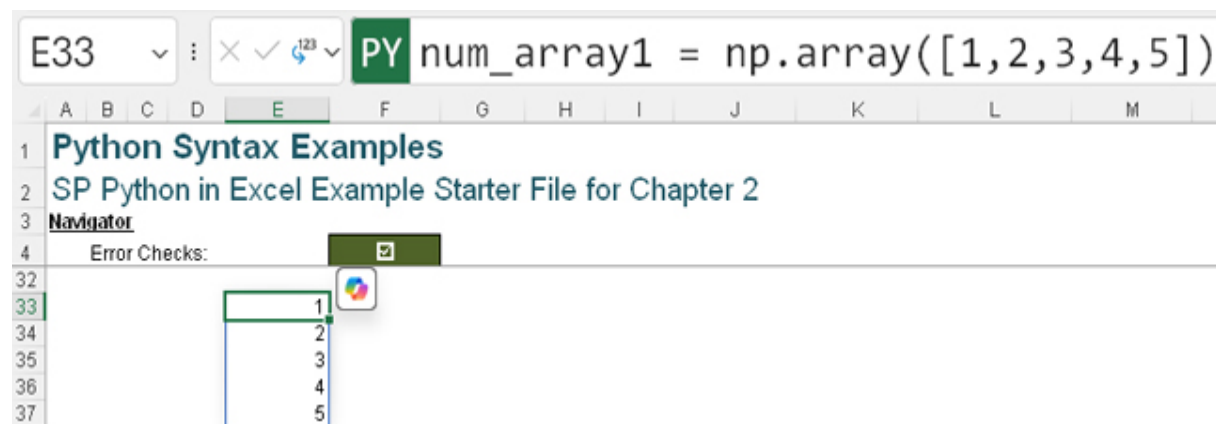 E33 123 PY num_array1 = np.array([1,2,3,4,5])
A B C D E F G H I J K L M
1 Python Syntax Examples
2 SP Python in Excel Example Starter File for Chapter 2
3 Navigator
4 Error Checks:
32
33 1
34 2
35 3
36 4
37 5